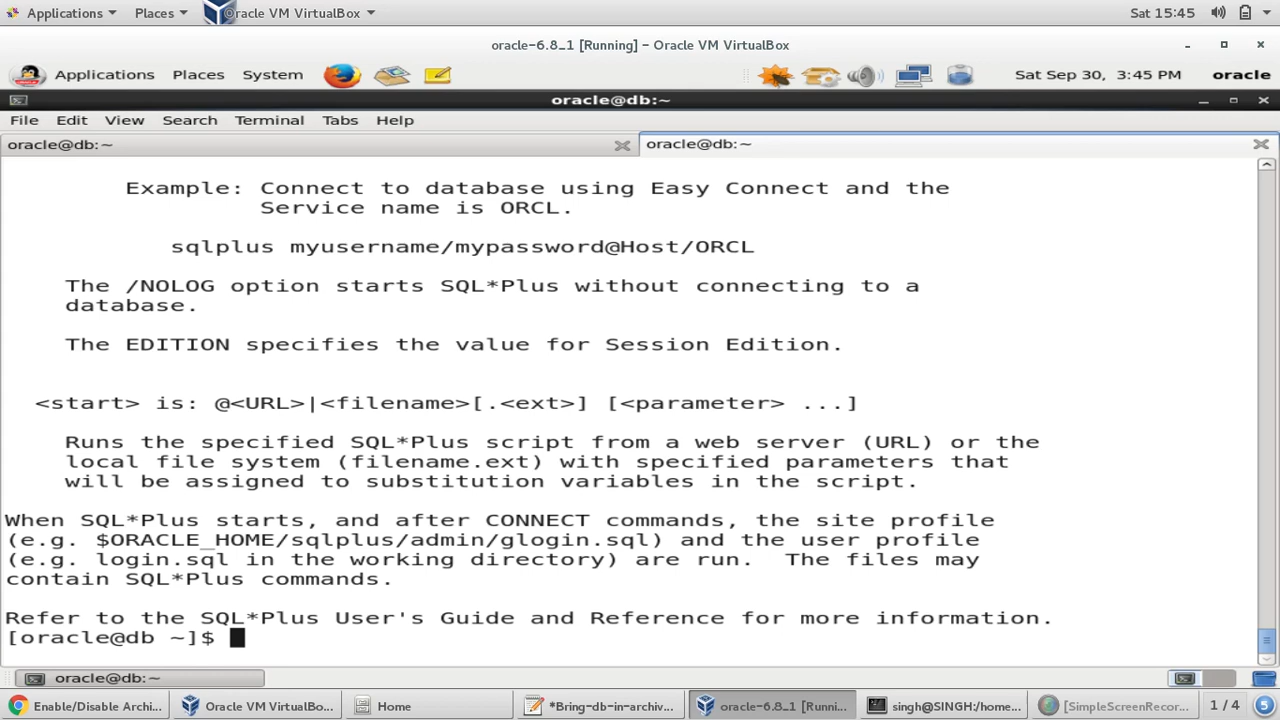 Applications Places Oracle VM VirtualBox Sat 15:45
oracle-6.8_1 [Running] – Oracle VM VirtualBox
Applications Places System Sat Sep 30, 3:45 PM oracle
oracle@db:~
File Edit View Search Terminal Tabs Help
oracle@db:~ oracle@db:~
Example: Connect to database using Easy Connect and the
Service name is ORCL.
sqlplus myusername/mypassword@Host/ORCL
The /NOLOG option starts SQL*Plus without connecting to a
database.
The EDITION specifies the value for Session Edition.
<start> is: @<URL>|<filename>[.<ext>] [<parameter> ...]
Runs the specified SQL*Plus script from a web server (URL) or the
local file system (filename.ext) with specified parameters that
will be assigned to substitution variables in the script.
When SQL*Plus starts, and after CONNECT commands, the site profile
(e.g. $ORACLE_HOME/sqlplus/admin/glogin.sql) and the user profile
(e.g. login.sql in the working directory) are run. The files may
contain SQL*Plus commands.
Refer to the SQL*Plus User's Guide and Reference for more information.
[oracle@db ~]$
oracle@db:~
Enable/Disable Archi... Oracle VM VirtualBo... Home *Bring-db-in-archiv... oracle-6.8_1 [Runni... singh@SINGH:/home... [SimpleScreenRecor... 1 / 4 5